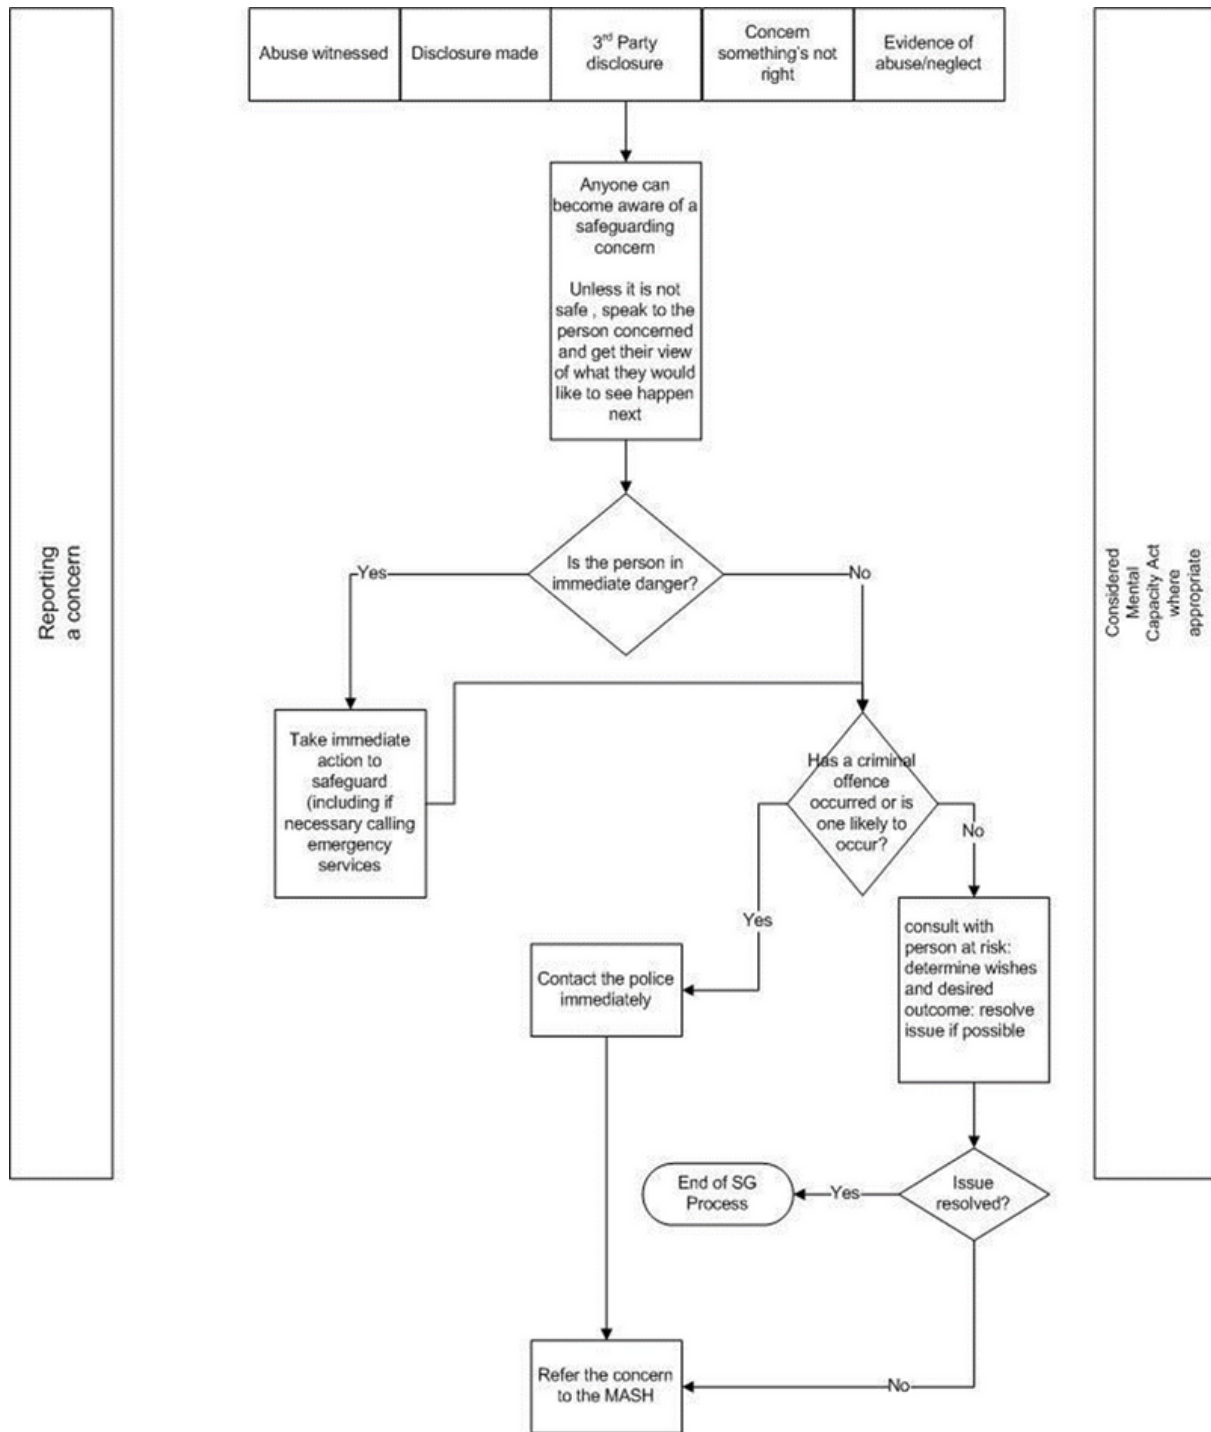 Abuse witnessed
Disclosure made
3rd Party
disclosure
Concern
something's not
right
Evidence of
abuse/neglect
Anyone can
become aware of a
safeguarding
concern
Unless it is not
safe , speak to the
person concerned
and get their view
of what they would
like to see happen
next
Reporting
a concern
Considered
Mental
Capacity Act
where
appropriate
Is the person in
immediate danger?
Yes
No
Take immediate
action to
safeguard
(including if
necessary calling
emergency
services
Has a criminal
offence
occurred or is
one likely to
occur?
No
Yes
consult with
person at risk:
determine wishes
and desired
outcome: resolve
issue if possible
Contact the police
immediately
Issue
resolved?
Yes
End of SG
Process
No
Refer the concern
to the MASH